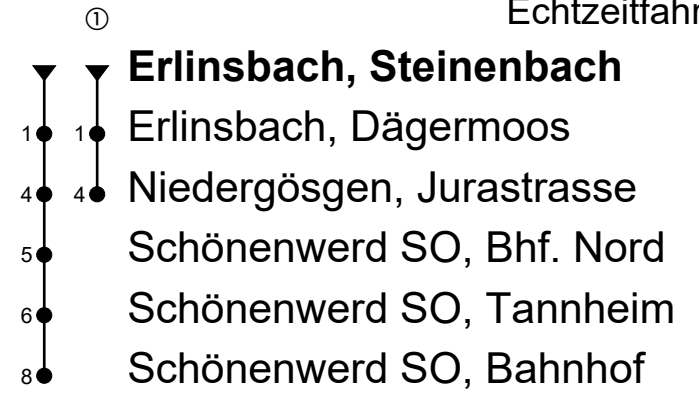 Echtzeitfahr
①
Erlinsbach, Steinenbach
1 1 Erlinsbach, Dägermoos
4 4 Niedergösgen, Jurastrasse
5 Schönenwerd SO, Bhf. Nord
6 Schönenwerd SO, Tannheim
8 Schönenwerd SO, Bahnhof